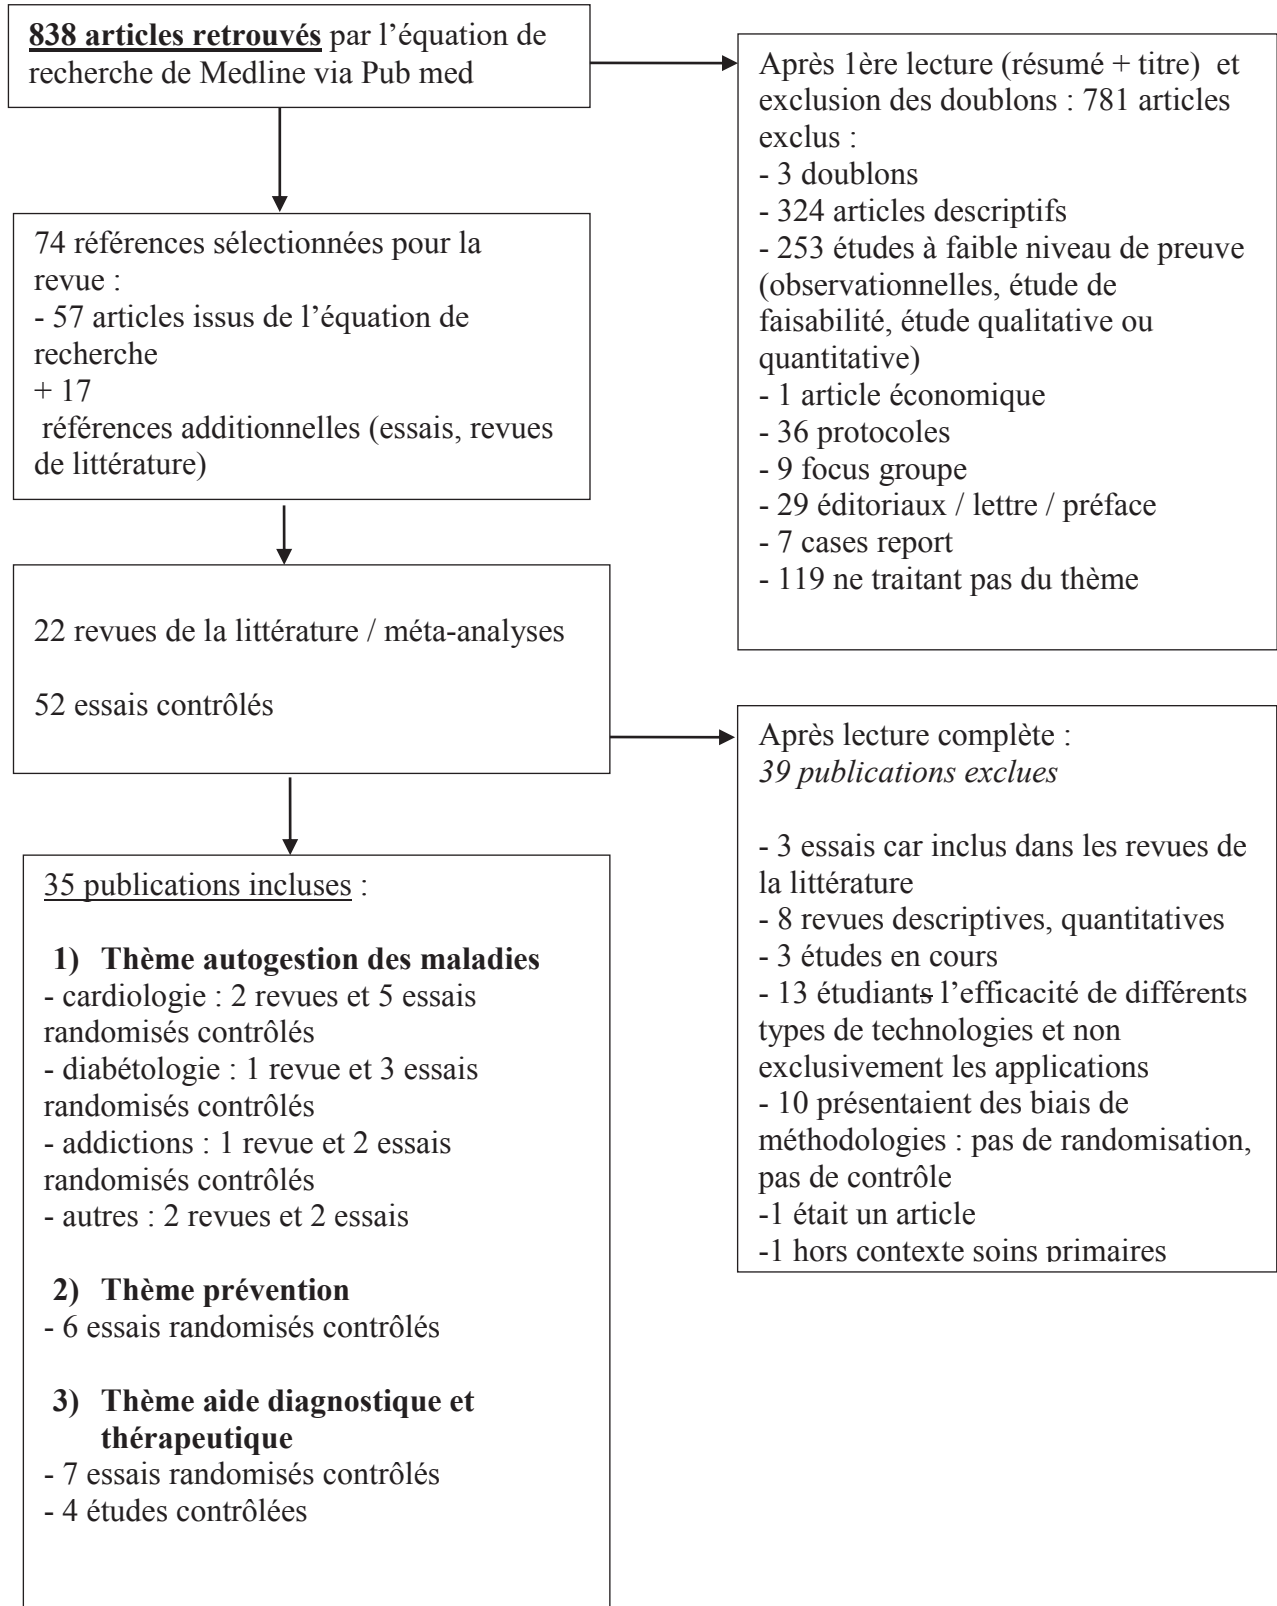 838 articles retrouvés par l’équation de
recherche de Medline via Pub med
Après 1ère lecture (résumé + titre) et
exclusion des doublons : 781 articles
exclus :
- 3 doublons
- 324 articles descriptifs
- 253 études à faible niveau de preuve
(observationnelles, étude de
faisabilité, étude qualitative ou
quantitative)
- 1 article économique
- 36 protocoles
- 9 focus groupe
- 29 éditoriaux / lettre / préface
- 7 cases report
- 119 ne traitant pas du thème
74 références sélectionnées pour la
revue :
- 57 articles issus de l’équation de
recherche
+ 17
références additionnelles (essais, revues
de littérature)
22 revues de la littérature / méta-analyses
52 essais contrôlés
Après lecture complète :
39 publications exclues
- 3 essais car inclus dans les revues de
la littérature
- 8 revues descriptives, quantitatives
- 3 études en cours
- 13 étudiants l’efficacité de différents
types de technologies et non
exclusivement les applications
- 10 présentaient des biais de
méthodologies : pas de randomisation,
pas de contrôle
-1 était un article
-1 hors contexte soins primaires
35 publications incluses :
1) Thème autogestion des maladies
- cardiologie : 2 revues et 5 essais
randomisés contrôlés
- diabétologie : 1 revue et 3 essais
randomisés contrôlés
- addictions : 1 revue et 2 essais
randomisés contrôlés
- autres : 2 revues et 2 essais
2) Thème prévention
- 6 essais randomisés contrôlés
3) Thème aide diagnostique et
thérapeutique
- 7 essais randomisés contrôlés
- 4 études contrôlées